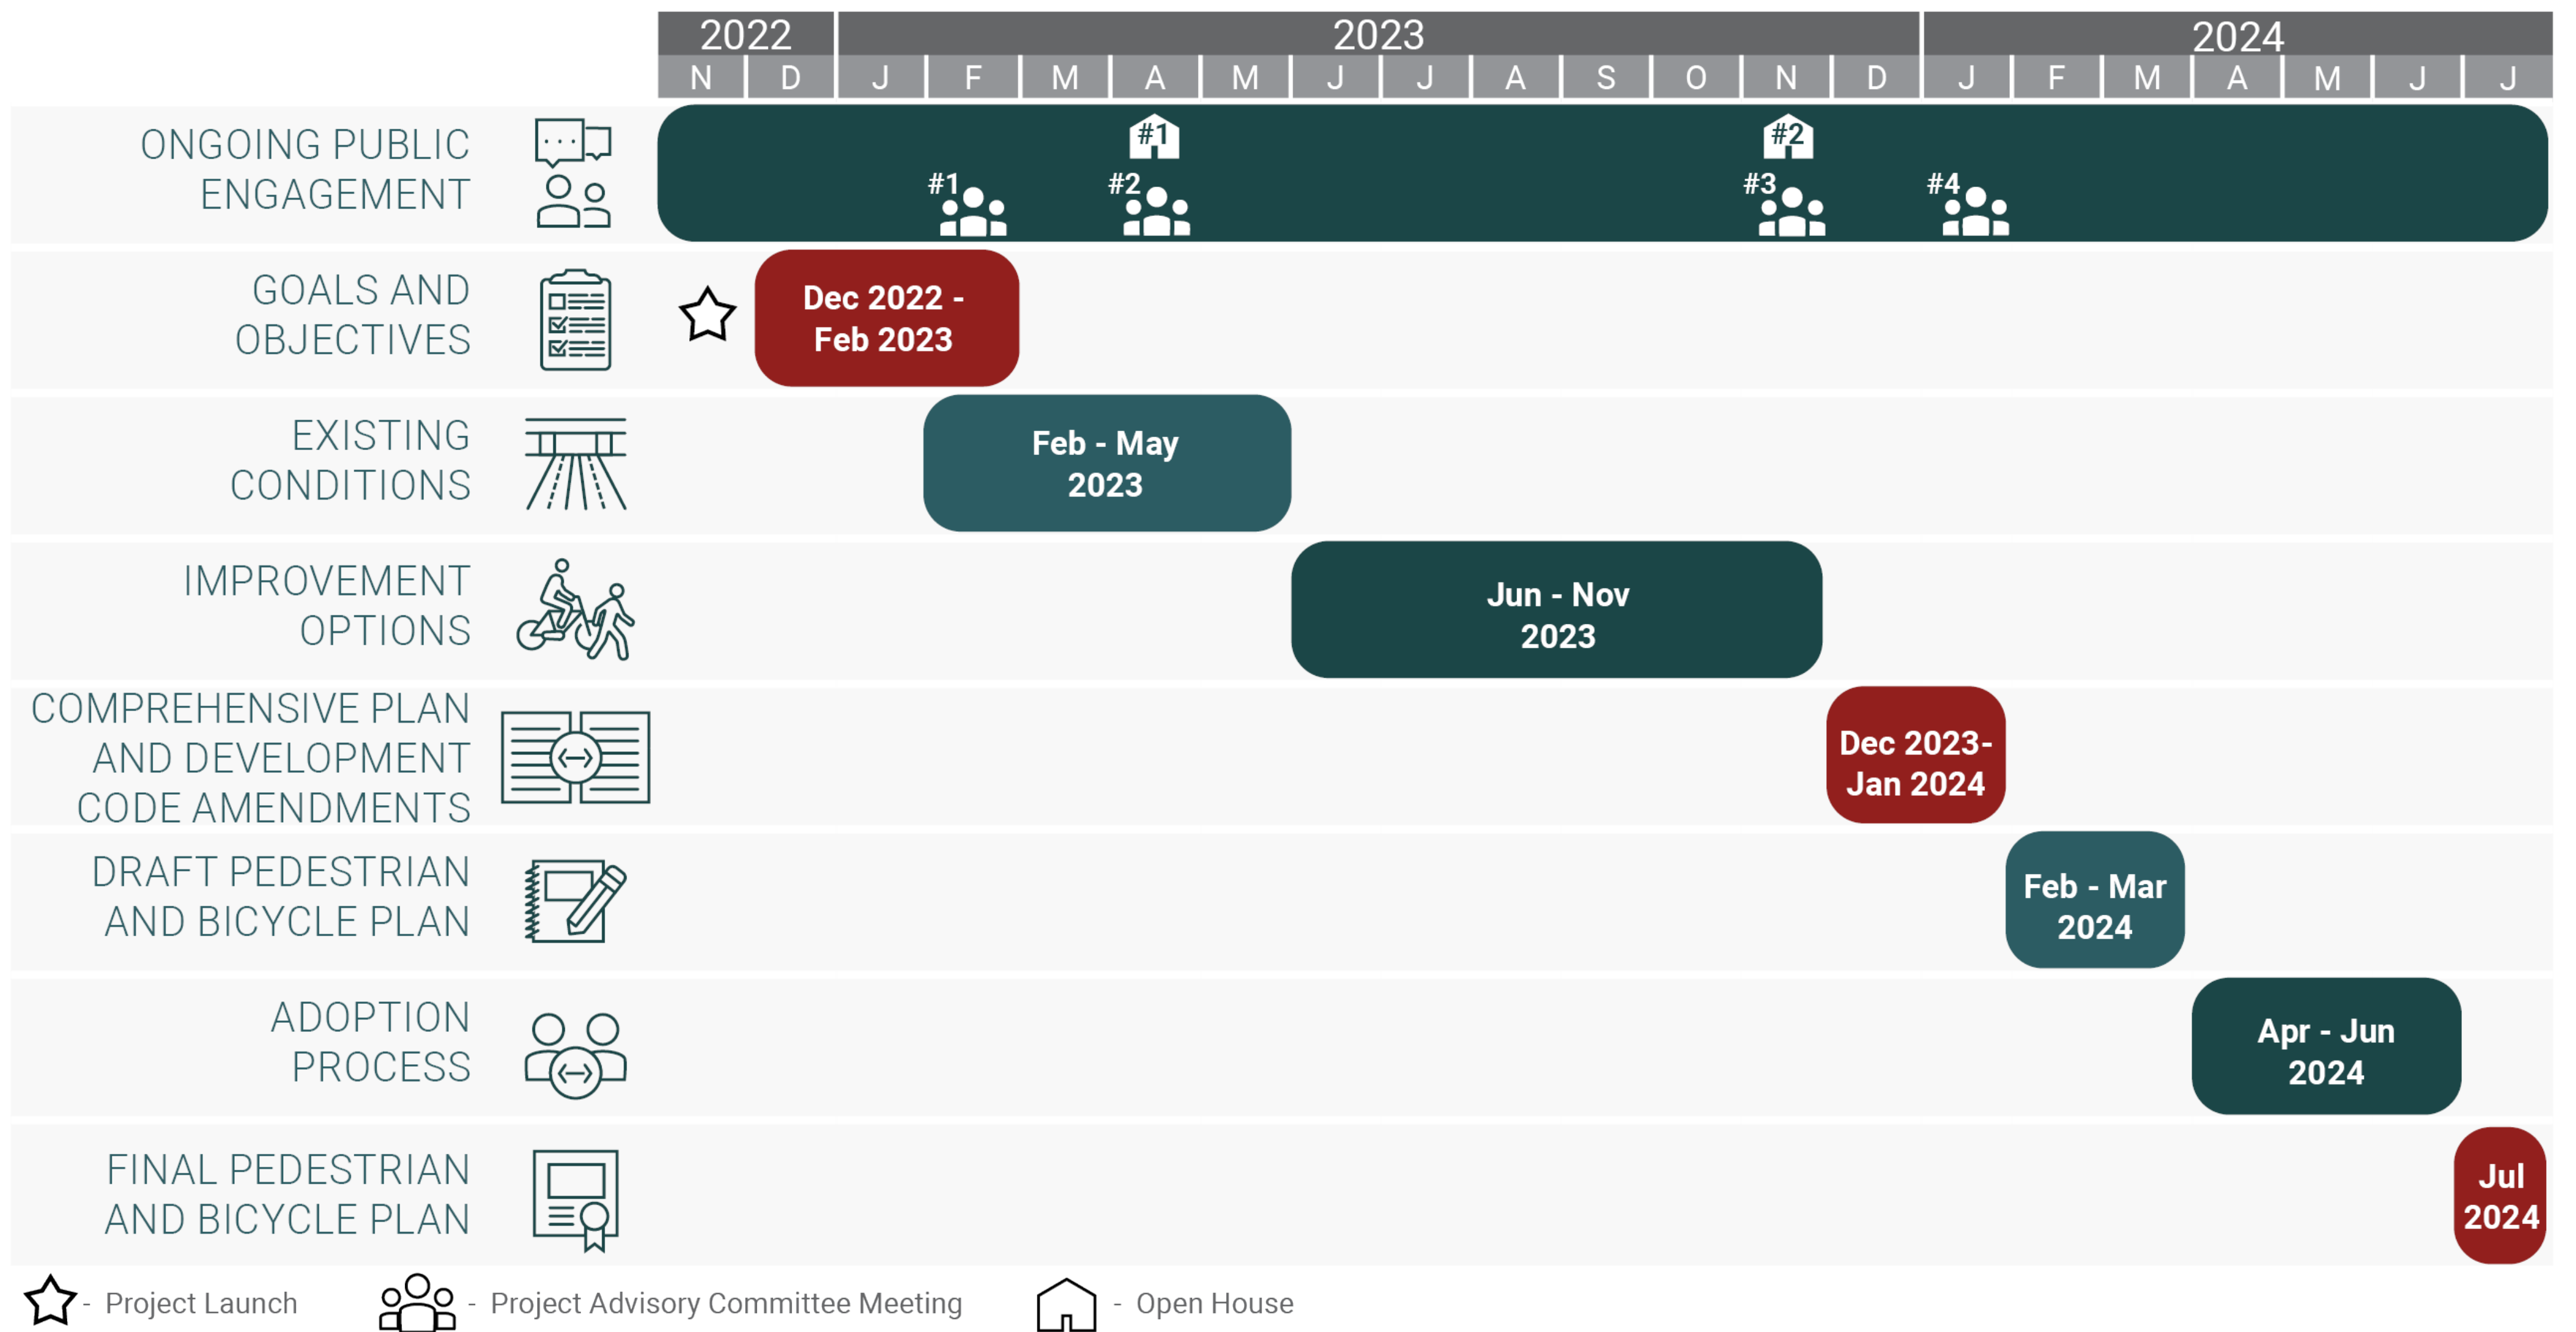 2022 2023 2024
N D J F M A M J J A S O N D J F M A M J J
ONGOING PUBLIC
ENGAGEMENT
#1 #2
#1 #2 #3 #4
GOALS AND
OBJECTIVES
Dec 2022 -
Feb 2023
EXISTING
CONDITIONS
Feb - May
2023
IMPROVEMENT
OPTIONS
Jun - Nov
2023
COMPREHENSIVE PLAN
AND DEVELOPMENT
CODE AMENDMENTS
Dec 2023-
Jan 2024
DRAFT PEDESTRIAN
AND BICYCLE PLAN
Feb - Mar
2024
ADOPTION
PROCESS
Apr - Jun
2024
FINAL PEDESTRIAN
AND BICYCLE PLAN
Jul
2024
- Project Launch - Project Advisory Committee Meeting - Open House